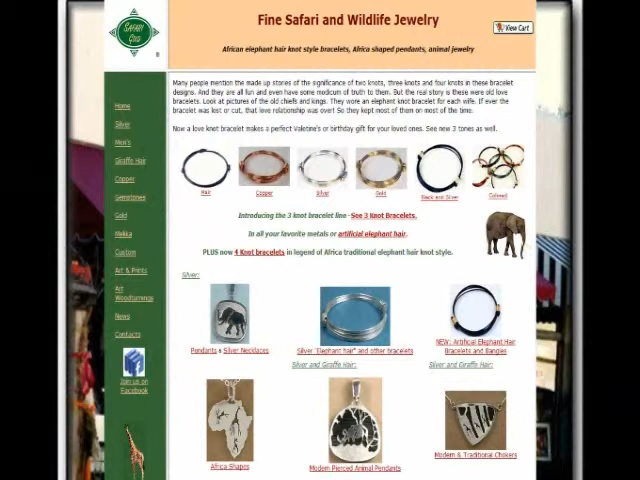 SAFARI
Gold
®
Fine Safari and Wildlife Jewelry
View Cart
African elephant hair knot style bracelets, Africa shaped pendants, animal jewelry
Many people mention the made up stories of the significance of two knots, three knots and four knots in these bracelet
designs. And they are all fun and even have some medicum of truth to them. But the real story is these were old love
bracelets. Look at pictures of the old chiefs and kings. They wore an elephant knot bracelet for each wife. If ever the
bracelet was lost or cut, that love relationship was over! So they kept most of them on most of the time.
Now a love knot bracelet makes a perfect Valetine's or birthday gift for your loved ones. See new 3 tones as well.
Home
Silver
Men's
Giraffe Hair
Copper
Gemstones
Gold
Custom
Art & Prints
Art
Woodturnings
News
Contacts
Join us on
Facebook
Hair
Copper
Silver
Gold
Black and Silver
Colored
Introducing the 3 knot bracelet line - See 3 Knot Bracelets.
In all your favorite metals or artificial elephant hair.
PLUS now 4 Knot bracelets in legend of Africa traditional elephant hair knot style.
Silver:
Pendants & Silver Necklaces
Silver "Elephant hair" and other bracelets
NEW: Artificial Elephant Hair
Bracelets and Bangles
Silver and Giraffe Hair:
Silver and Giraffe Hair:
Africa Shapes
Modern Pierced Animal Pendants
Modern & Traditional Chokers